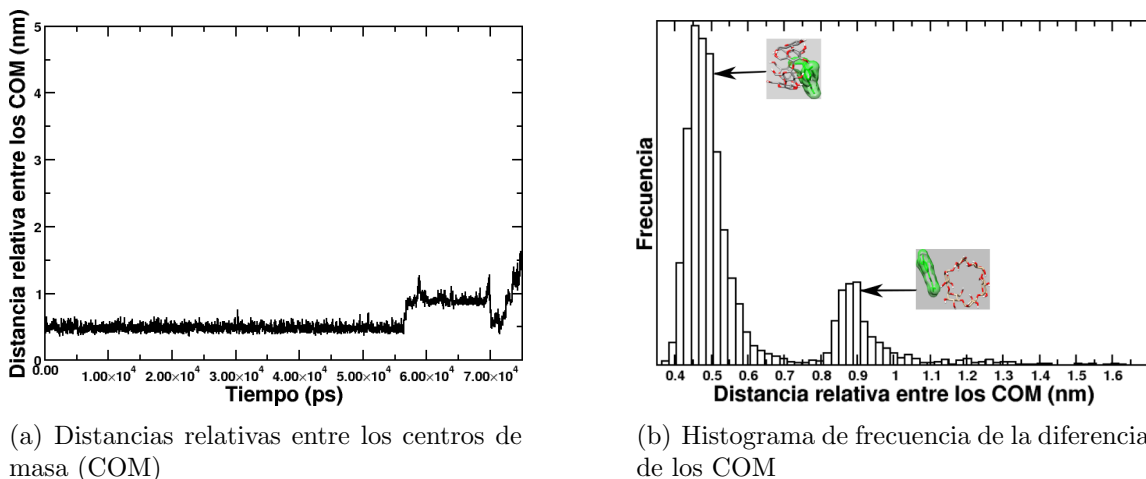 Distancia relativa entre los COM (nm)
5
4
3
2
1
0
0.00 1.00×10⁴ 2.00×10⁴ 3.00×10⁴ 4.00×10⁴ 5.00×10⁴ 6.00×10⁴ 7.00×10⁴
Tiempo (ps)
(a) Distancias relativas entre los centros de
masa (COM)
Frecuencia
0.4 0.5 0.6 0.7 0.8 0.9 1 1.1 1.2 1.3 1.4 1.5 1.6
Distancia relativa entre los COM (nm)
(b) Histograma de frecuencia de la diferencia
de los COM